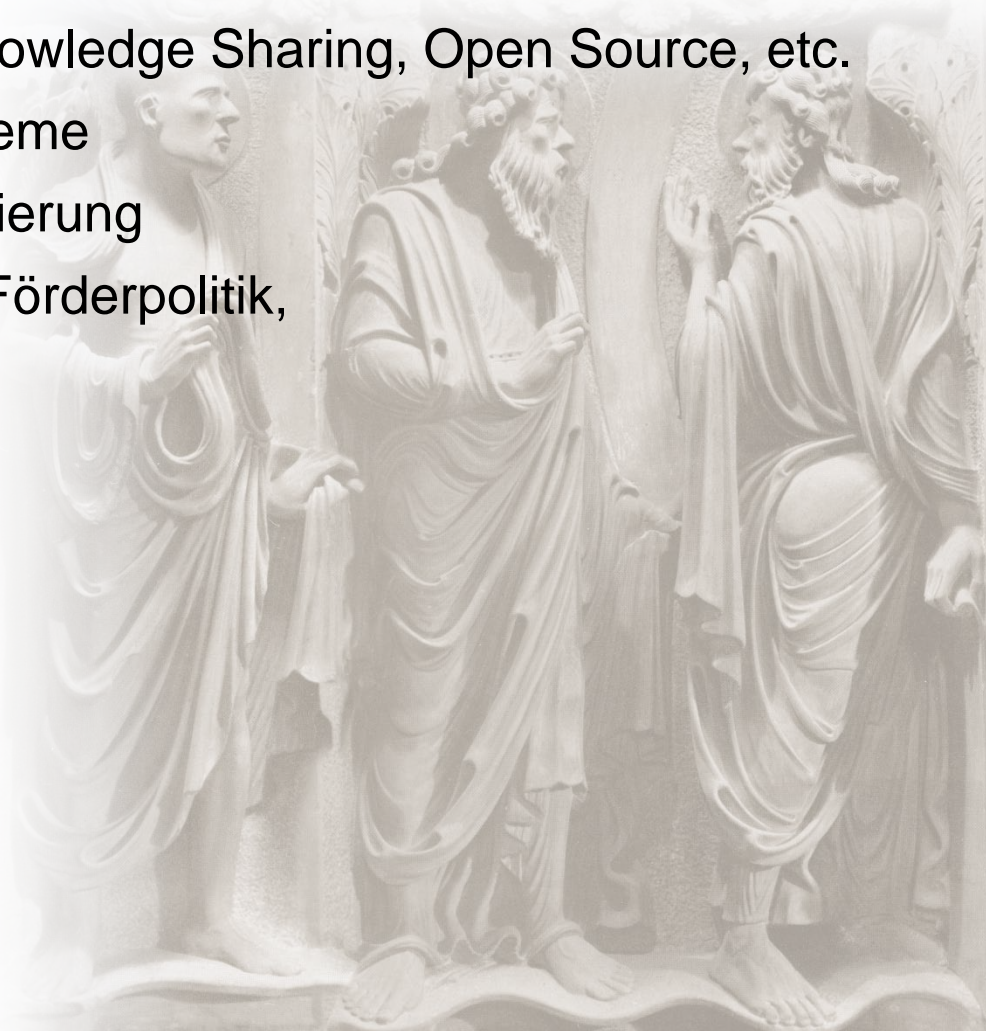 owledge Sharing, Open Source, etc.
eme
ierung
Förderpolitik,